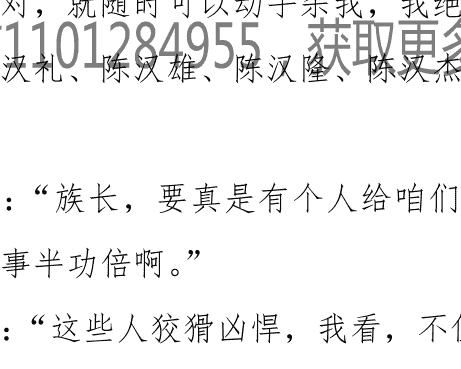 对，就随时可以动手杀我，我绝
1101284955，获取更多
汉礼、陈汉雄、陈汉隆、陈汉杰
：“族长，要真是有个人给咱们
事半功倍啊。”
：“这些人狡猾凶悍，我看，不